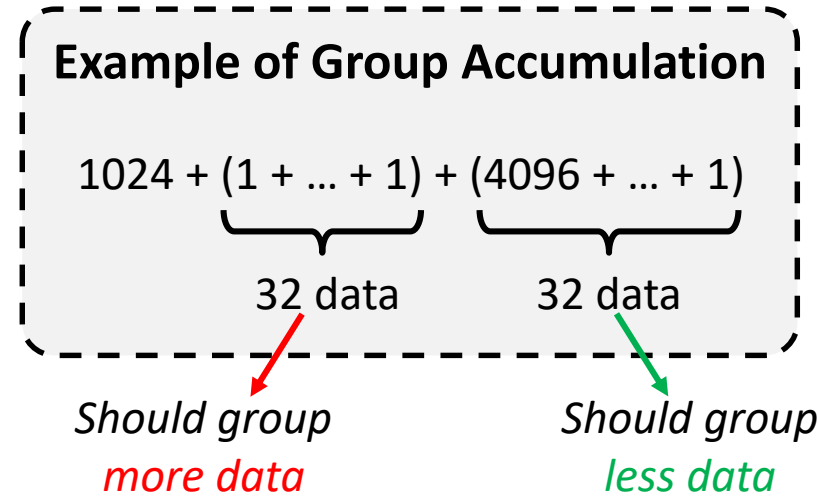 Example of Group Accumulation
1024 + (1 + ... + 1) + (4096 + ... + 1)
32 data 32 data
Should group Should group
more data less data